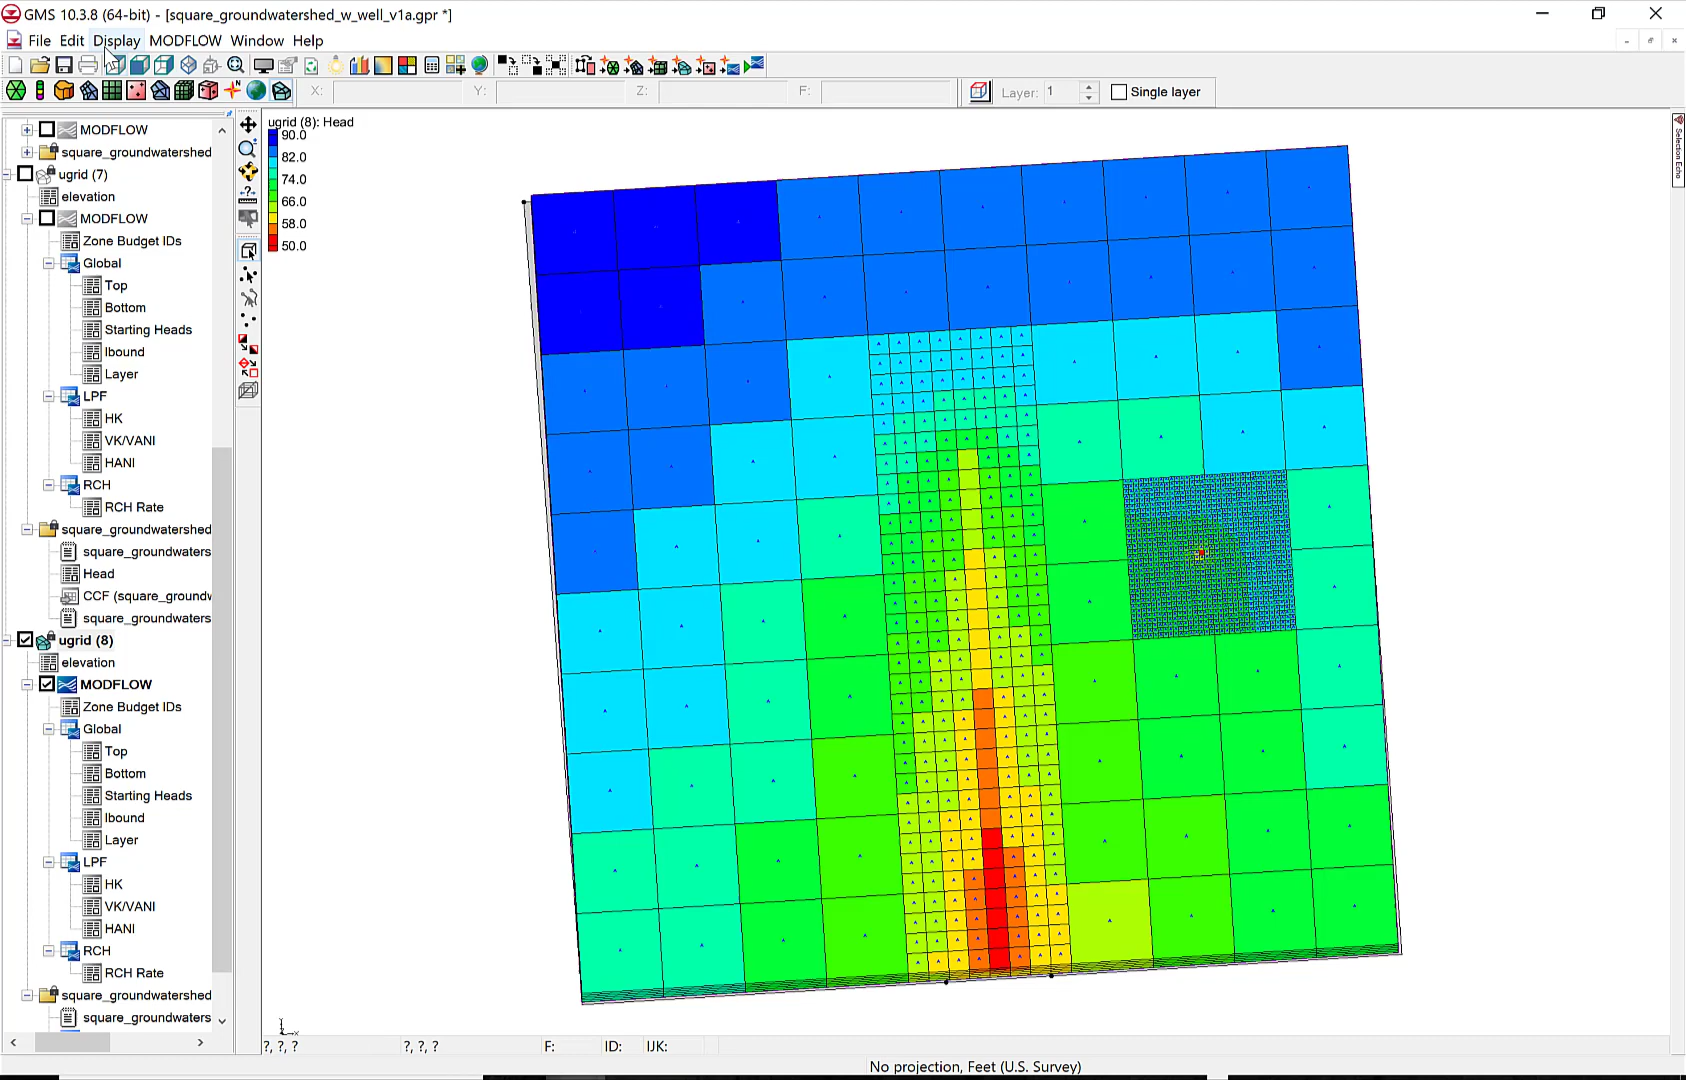 GMS 10.3.8 (64-bit) - [square_groundwatershed_w_well_v1a.gpr *]
File Edit Display MODFLOW Window Help
X: Y: Z: F: Layer: 1 Single layer
MODFLOW
square_groundwatershed
ugrid (7)
elevation
MODFLOW
Zone Budget IDs
Global
Top
Bottom
Starting Heads
Ibound
Layer
LPF
HK
VK/VANI
HANI
RCH
RCH Rate
square_groundwatershed
square_groundwaters
Head
CCF (square_groundw
square_groundwaters
ugrid (8)
elevation
MODFLOW
Zone Budget IDs
Global
Top
Bottom
Starting Heads
Ibound
Layer
LPF
HK
VK/VANI
HANI
RCH
RCH Rate
square_groundwatershed
square_groundwaters
ugrid (8): Head
90.0
82.0
74.0
66.0
58.0
50.0
Selection Echo
?, ?, ? ?, ?, ? F: ID: IJK:
No projection, Feet (U.S. Survey)